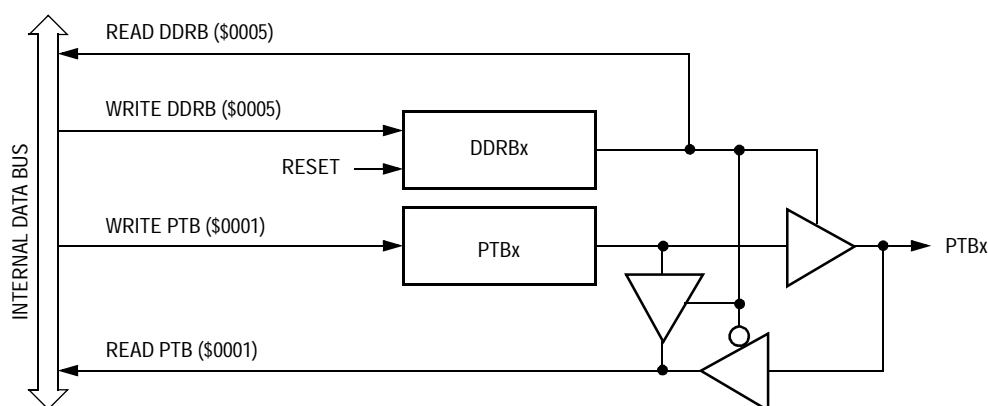 READ DDRB ($0005)
WRITE DDRB ($0005)
DDRBx
RESET
INTERNAL DATA BUS
WRITE PTB ($0001)
PTBx
PTBx
READ PTB ($0001)